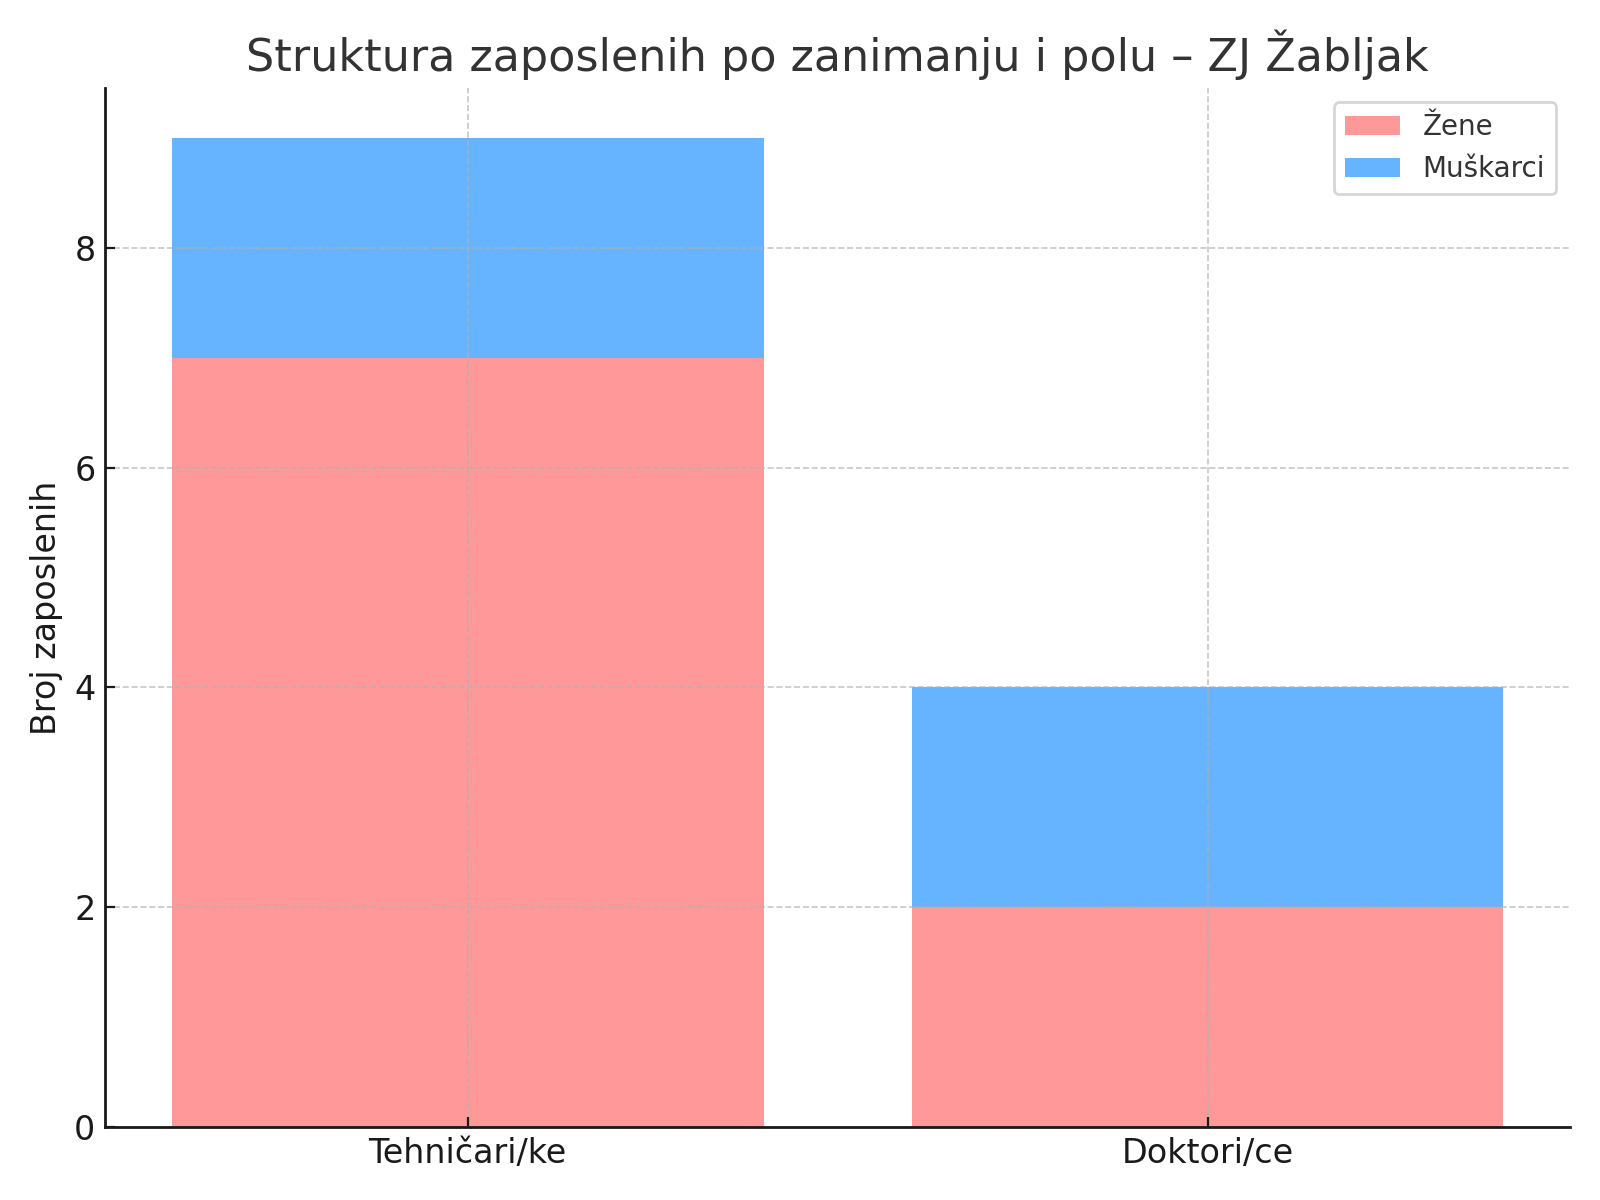 Struktura zaposlenih po zanimanju i polu – ZJ Žabljak
Žene
Muškarci
Broj zaposlenih
8
6
4
2
0
Tehničari/ke
Doktori/ce